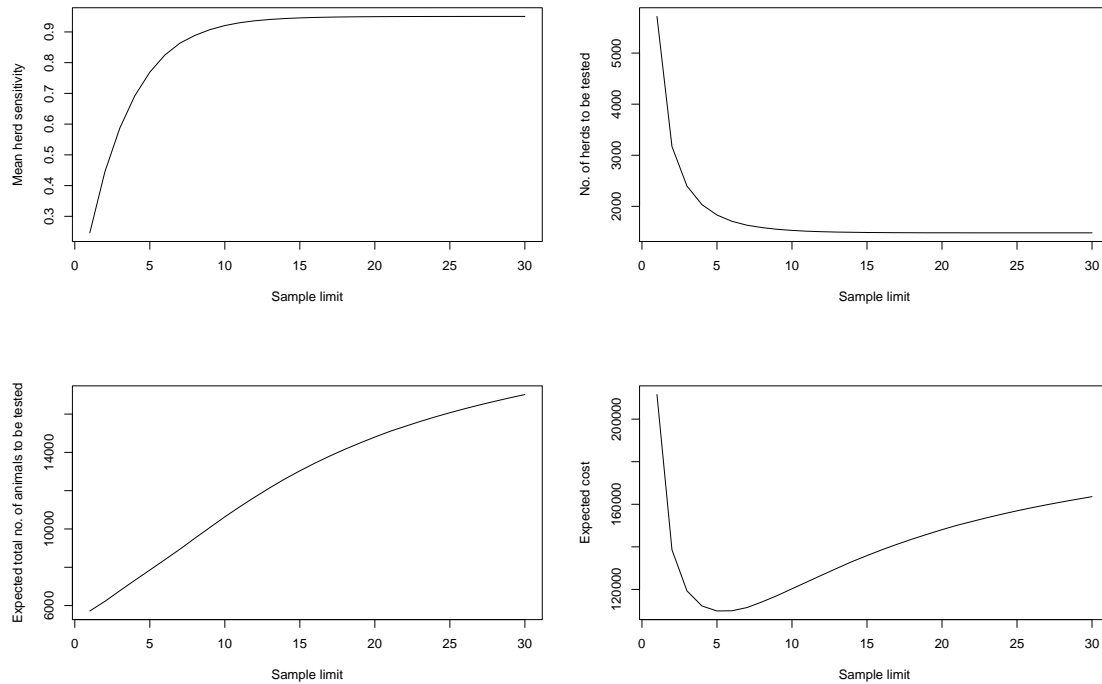 Mean herd sensitivity
0.3 0.4 0.5 0.6 0.7 0.8 0.9
0 5 10 15 20 25 30
Sample limit
No. of herds to be tested
2000 3000 4000 5000
0 5 10 15 20 25 30
Sample limit
Expected total no. of animals to be tested
6000 10000 14000
0 5 10 15 20 25 30
Sample limit
Expected cost
120000 160000 200000
0 5 10 15 20 25 30
Sample limit